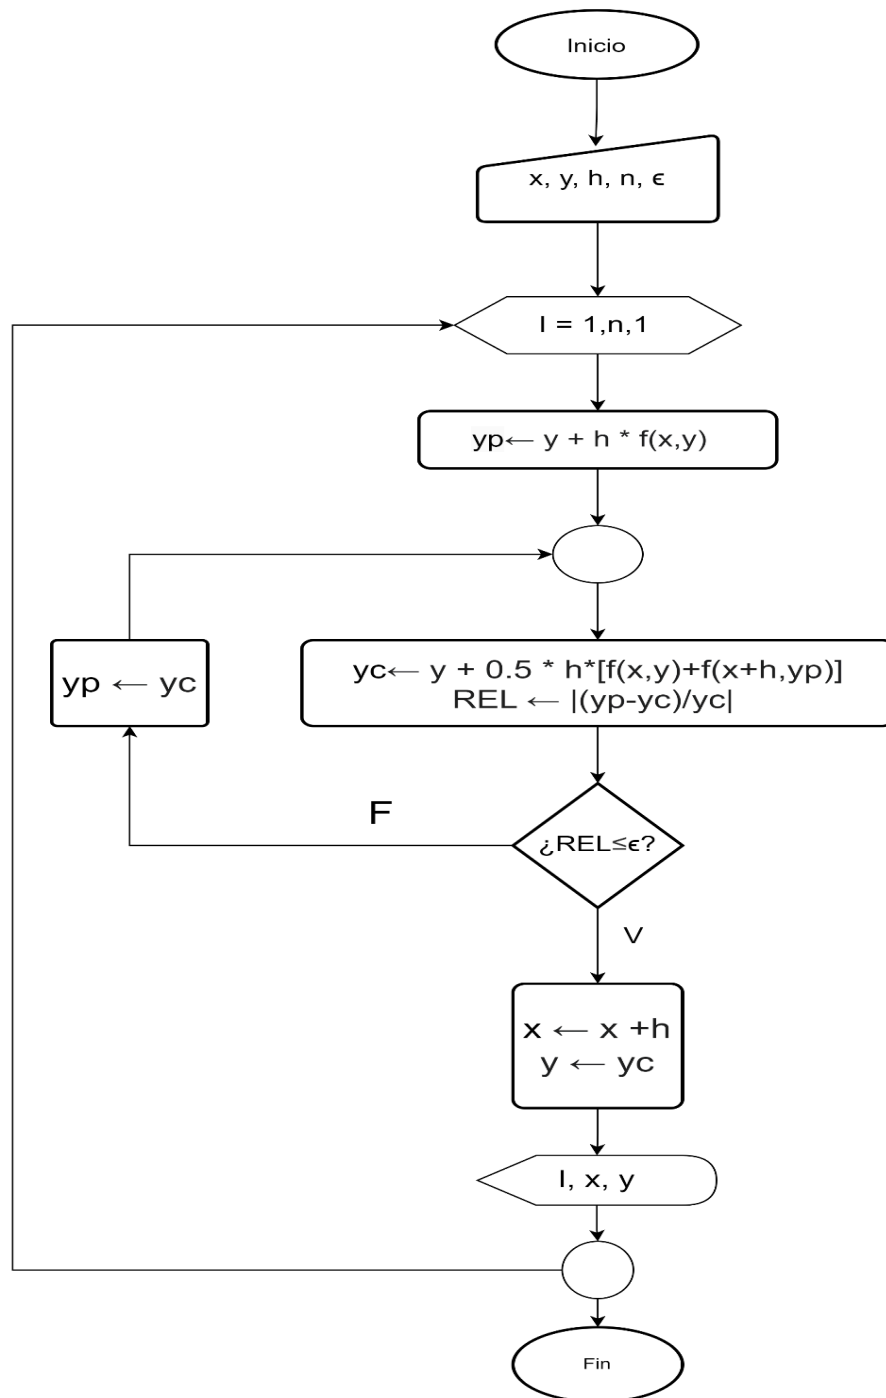 Inicio
x, y, h, n, ϵ
I = 1,n,1
yp← y + h * f(x,y)
yp ← yc
yc← y + 0.5 * h*[f(x,y)+f(x+h,yp)]
REL ← |(yp-yc)/yc|
F
¿REL≤ϵ?
V
x ← x +h
y ← yc
I, x, y
Fin